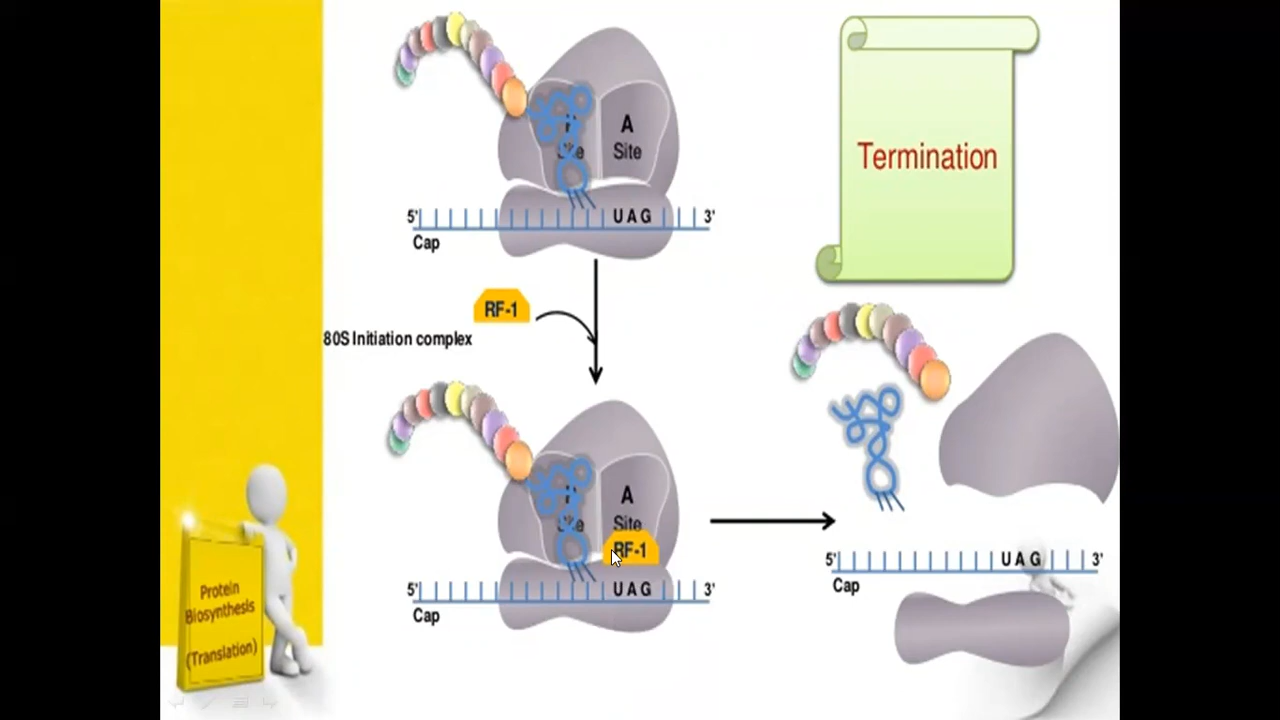 A
Site
5'
UAG
3'
Cap
Termination
RF-1
80S Initiation complex
A
Site
RF-1
5'
UAG
3'
Cap
5'
UAG
3'
Cap
Protein
Biosynthesis
(Translation)